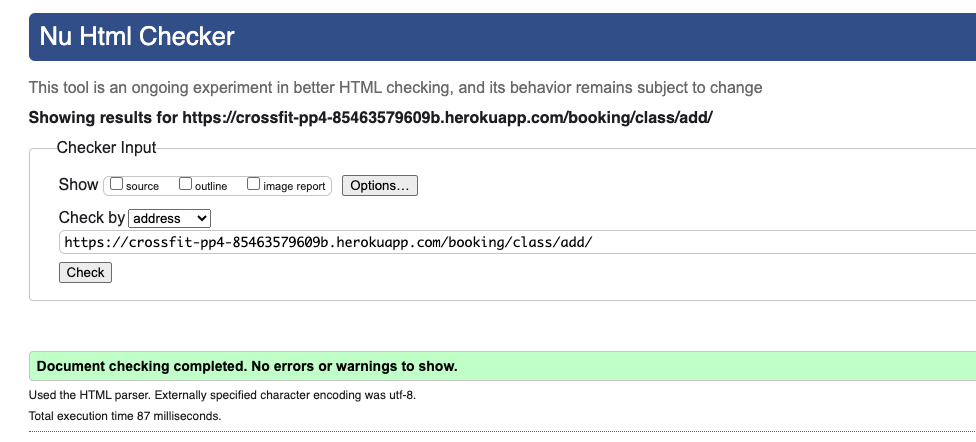 Nu Html Checker
This tool is an ongoing experiment in better HTML checking, and its behavior remains subject to change
Showing results for https://crossfit-pp4-85463579609b.herokuapp.com/booking/class/add/
Checker Input
Show source outline image report Options...
Check by address
https://crossfit-pp4-85463579609b.herokuapp.com/booking/class/add/
Check
Document checking completed. No errors or warnings to show.
Used the HTML parser. Externally specified character encoding was utf-8.
Total execution time 87 milliseconds.